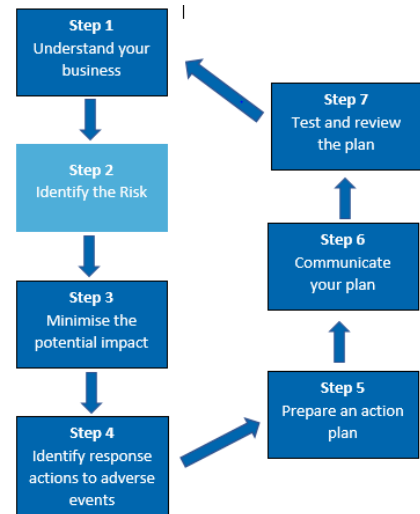 Step 1
Understand your
business
Step 2
Identify the Risk
Step 3
Minimise the
potential impact
Step 4
Identify response
actions to adverse
events
Step 5
Prepare an action
plan
Step 6
Communicate
your plan
Step 7
Test and review
the plan